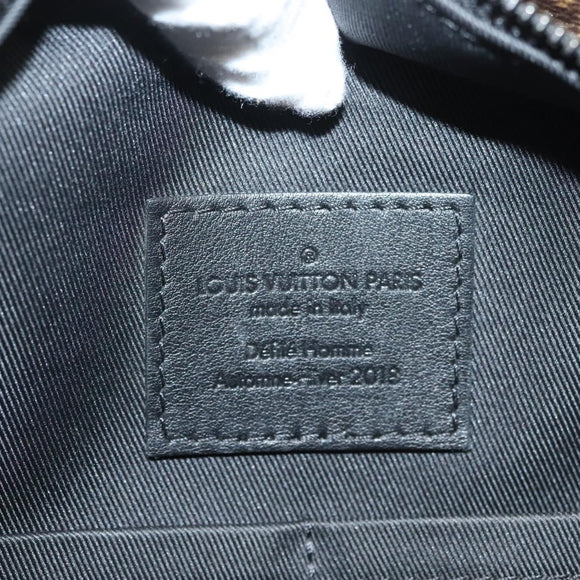 ®
LOUIS VUITTON PARIS
made in Italy
Défilé Homme
Automne-Hiver 2018